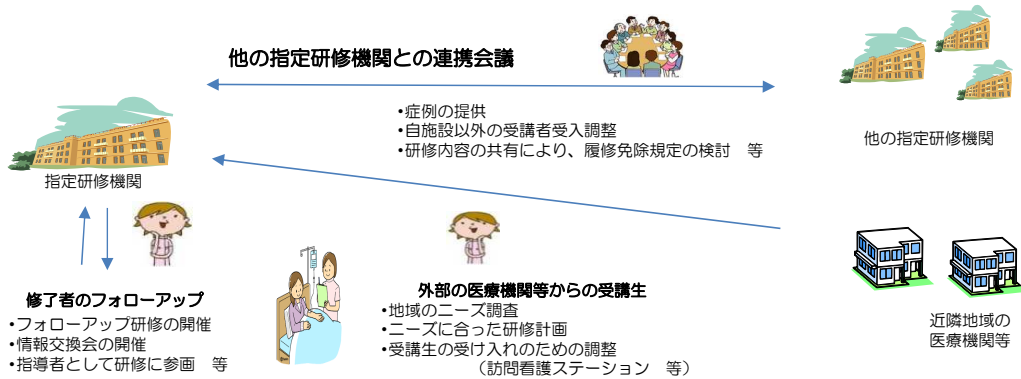 他の指定研修機関との連携会議
•症例の提供
•自施設以外の受講者受入調整
•研修内容の共有により、履修免除規定の検討　等
他の指定研修機関
指定研修機関
修了者のフォローアップ
•フォローアップ研修の開催
•情報交換会の開催
•指導者として研修に参画　等
外部の医療機関等からの受講生
•地域のニーズ調査
•ニーズに合った研修計画
•受講生の受け入れのための調整
（訪問看護ステーション　等）
近隣地域の
医療機関等